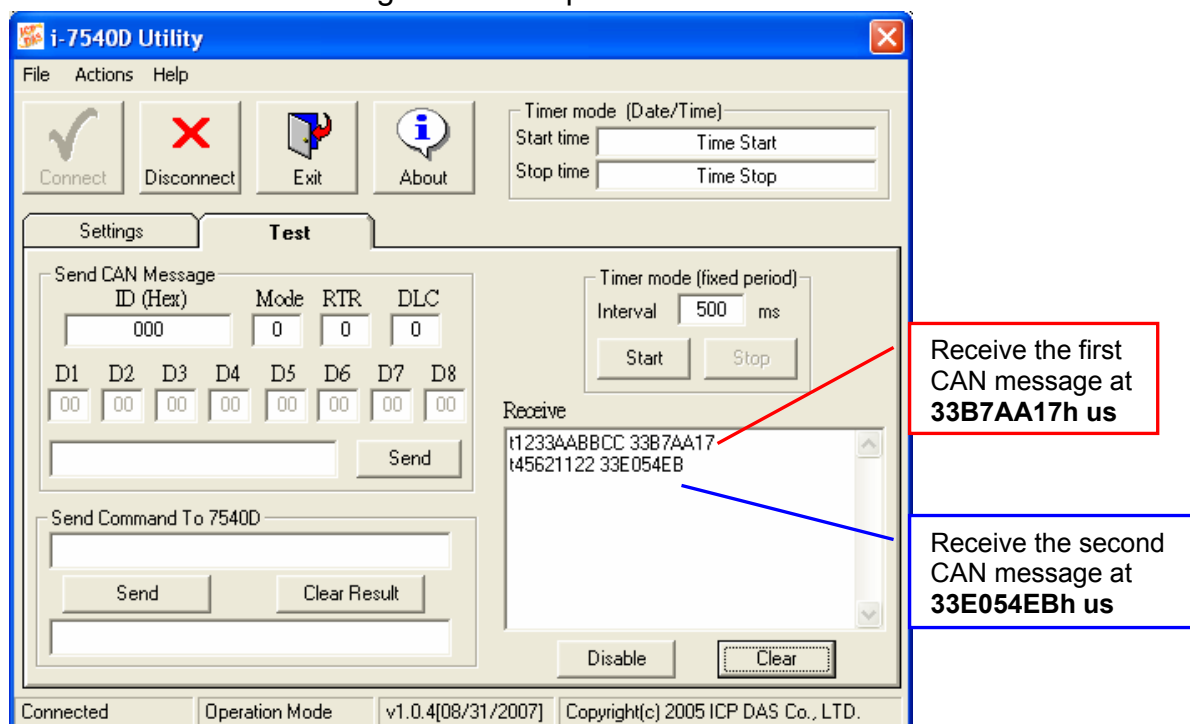 i-7540D Utility
File Actions Help
Connect Disconnect Exit About
Timer mode (Date/Time)
Start time Time Start
Stop time Time Stop
Settings Test
Send CAN Message
ID (Hex) Mode RTR DLC
000 0 0 0
D1 D2 D3 D4 D5 D6 D7 D8
00 00 00 00 00 00 00 00
Send
Send Command To 7540D
Send Clear Result
Timer mode (fixed period)
Interval 500 ms
Start Stop
Receive
t1233AABBCC 33B7AA17
t45621122 33E054EB
Disable Clear
Connected Operation Mode v1.0.4[08/31/2007] Copyright(c) 2005 ICP DAS Co., LTD.
Receive the first
CAN message at
33B7AA17h us
Receive the second
CAN message at
33E054EBh us